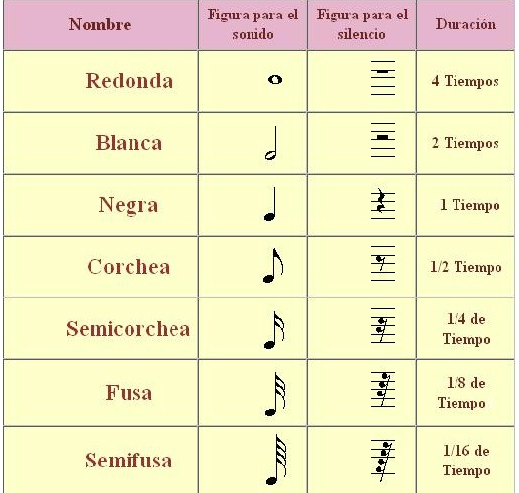 Nombre
Figura para el
sonido
Figura para el
silencio
Duración
Redonda
4 Tiempos
Blanca
2 Tiempos
Negra
1 Tiempo
Corchea
1/2 Tiempo
Semicorchea
1/4 de
Tiempo
Fusa
1/8 de
Tiempo
Semifusa
1/16 de
Tiempo